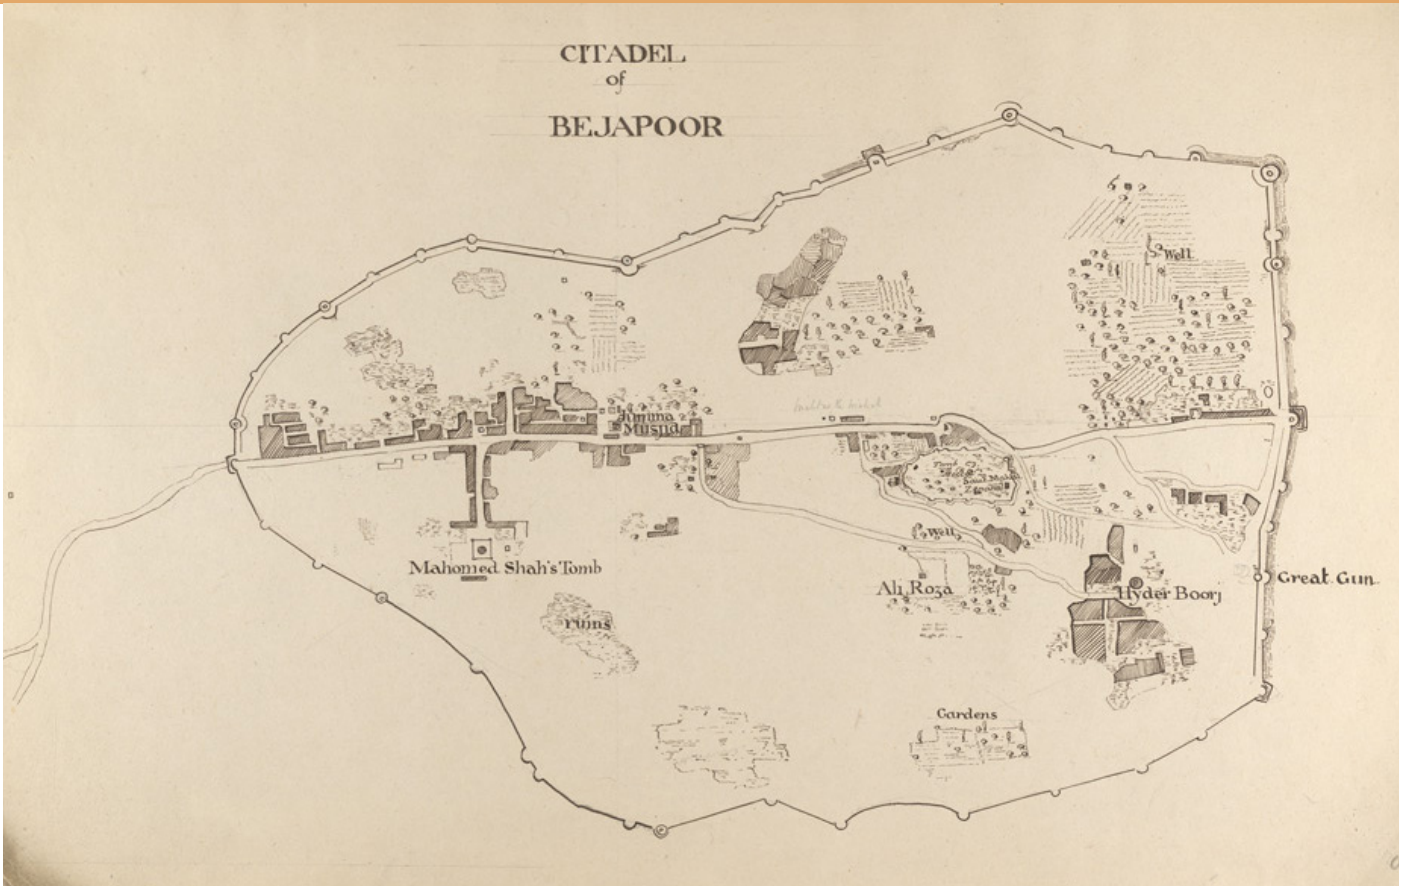 CITADEL
of
BEJAPOOR
Well
Jumma
Musjid
Well
Mahomed Shah's Tomb
Ali Roza
Hyder Boorj
Great Gun
ruins
Gardens